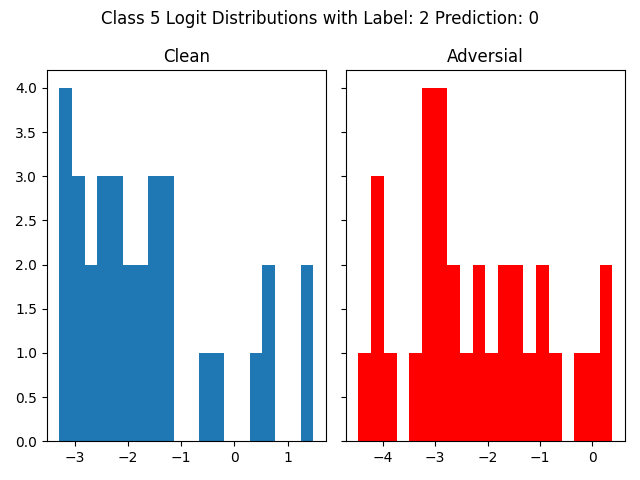 Class 5 Logit Distributions with Label: 2 Prediction: 0
Clean
Adversial
4.0
3.5
3.0
2.5
2.0
1.5
1.0
0.5
0.0
−3 −2 −1 0 1
−4 −3 −2 −1 0